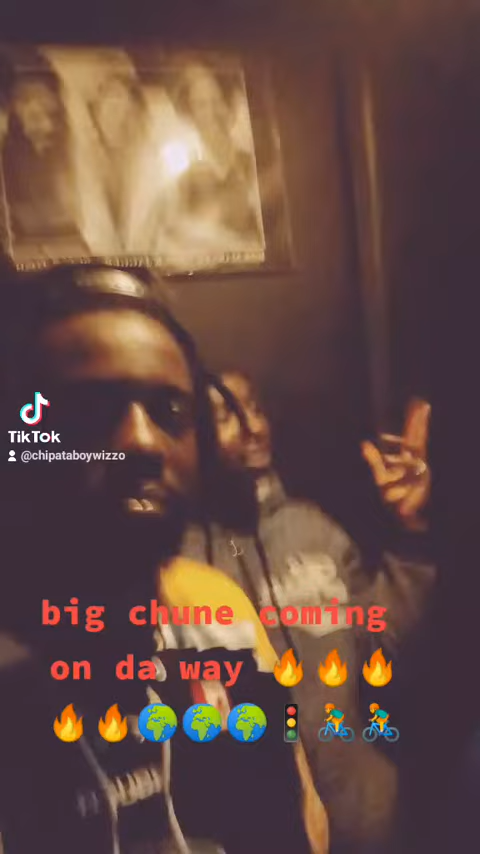 TikTok
@chipataboywizzo
big chune coming
on da way 🔥🔥🔥
🔥🔥🌍🌍🌍🚦🚴🚴